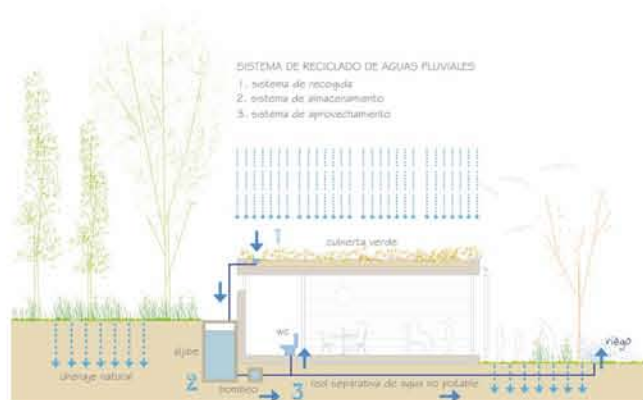 SISTEMA DE RECICLADO DE AGUAS PLUVIALES
1. sistema de recogida
2. sistema de almacenamiento
3. sistema de aprovechamento
1
cubierta verde
wc
aljibe
riego
drenaje natural
2
bombeo
3
red separativa de agua no potable